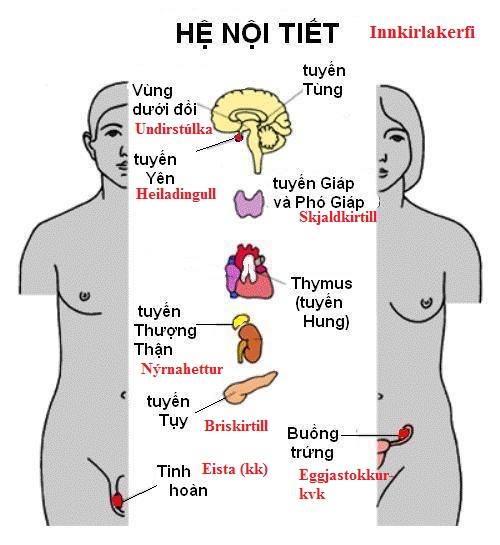 HỆ NỘI TIẾT
Innkirlakerfi
tuyến
Tùng
Vùng
dưới đồi
Undirstúlka
tuyến
Yên
Heiladingull
tuyến Giáp
và Phó Giáp
Skjaldkirtill
Thymus
(tuyến
Hung)
tuyến
Thượng
Thận
Nýrnahettur
tuyến
Tụy
Briskirtill
Buồng
trứng
Eggjastokkur-
kvk
Tinh
hoàn
Eista (kk)